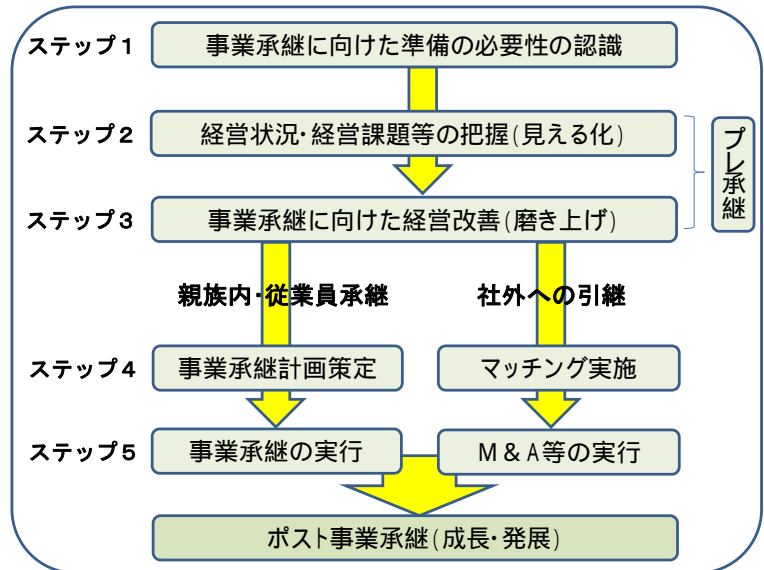 ステップ1
事業承継に向けた準備の必要性の認識
ステップ2
経営状況・経営課題等の把握(見える化)
プレ承継
ステップ3
事業承継に向けた経営改善(磨き上げ)
親族内・従業員承継
社外への引継
ステップ4
事業承継計画策定
マッチング実施
ステップ5
事業承継の実行
M&A等の実行
ポスト事業承継(成長・発展)